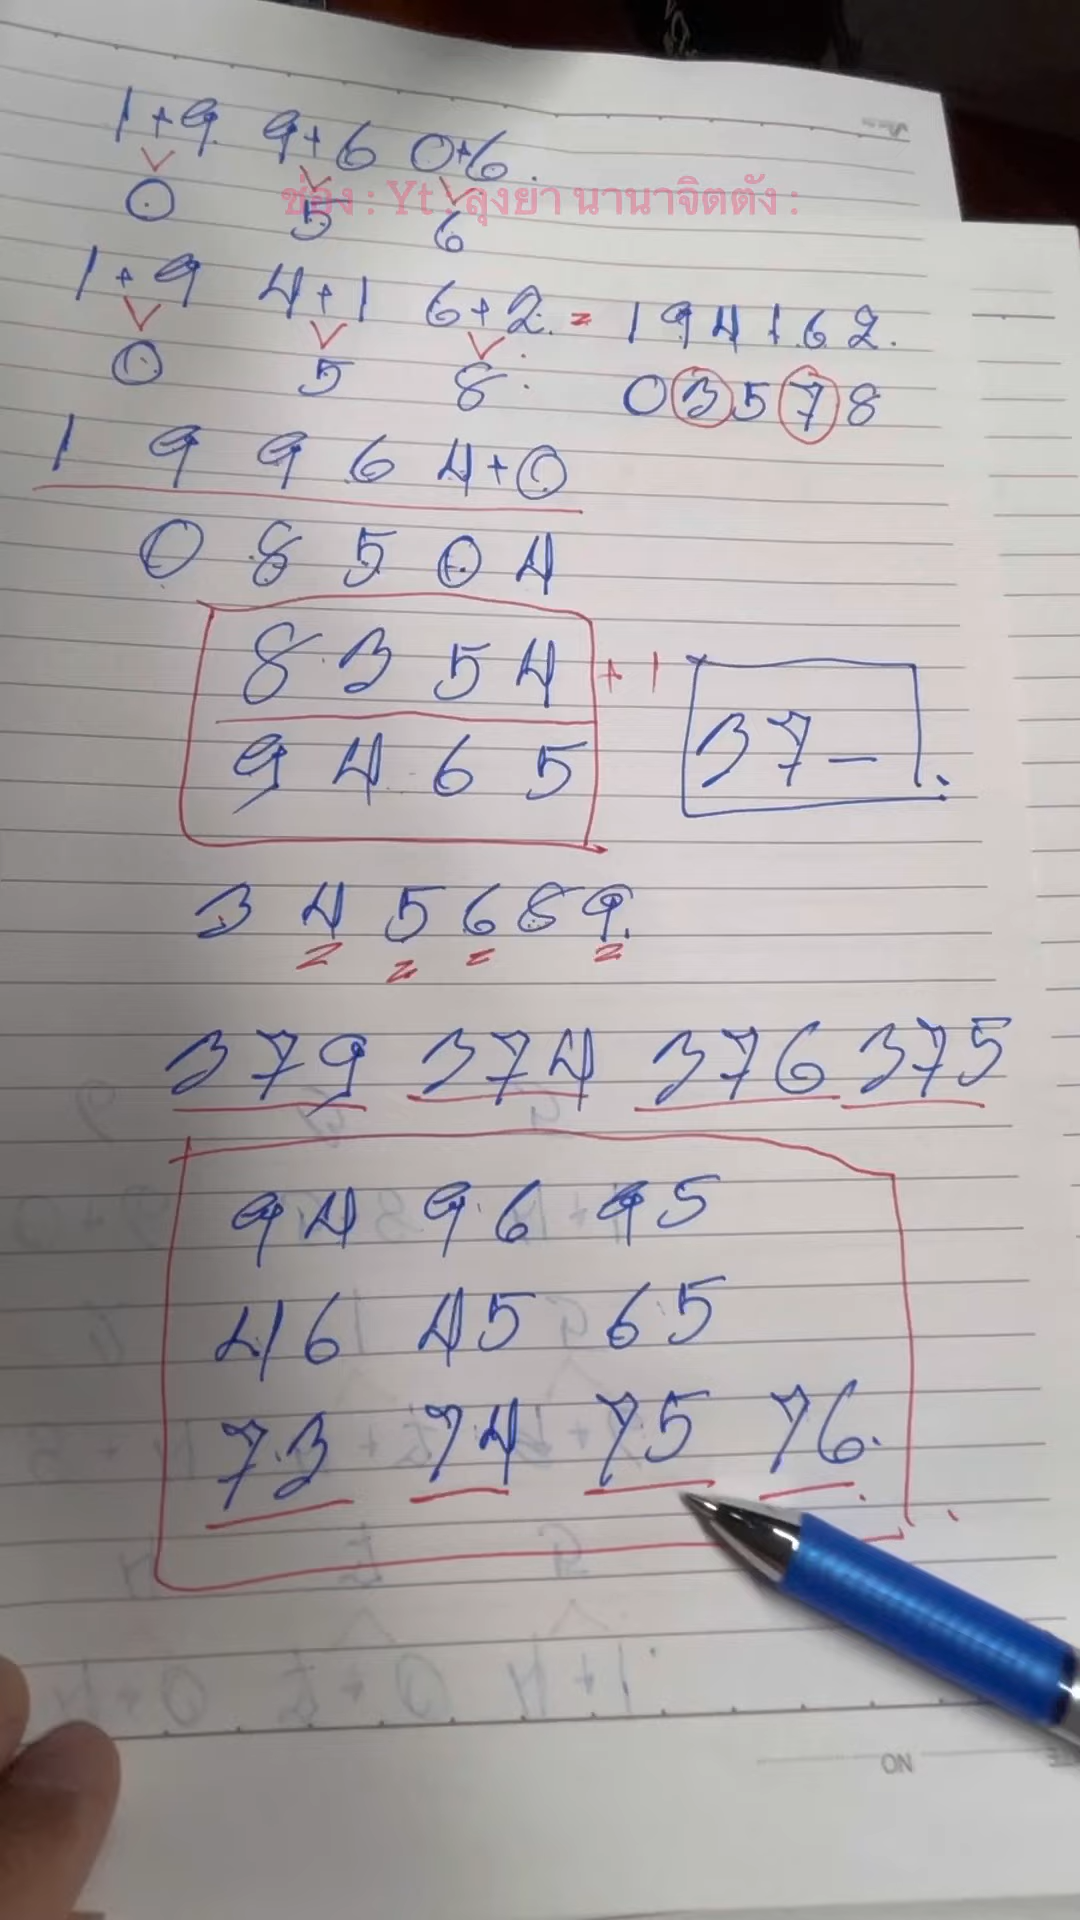 1+9 9+6 0+6.
ช่อง : Yt : ลุงยา นานาจิตตัง :
0 5 6
1+9 4+1 6+2. = 194162.
0 5 8. 03578
1 9 9 6 4+0
0 8 5 0 4
8 3 5 4 +1
37-
9 4 6 5
3 4 5 6 8 9.
379 374 376 375
94 96 95
46 45 65
73 74 75 76.
NO